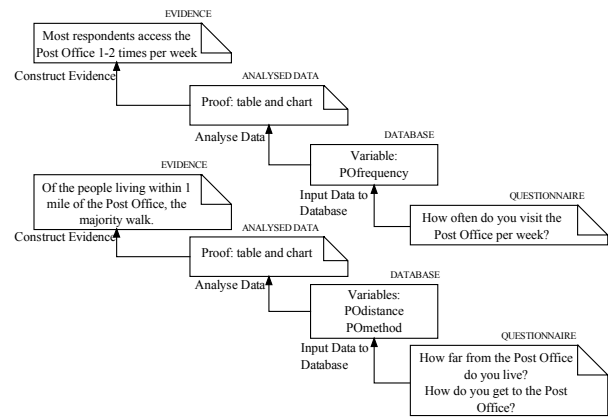 EVIDENCE
Most respondents access the
Post Office 1-2 times per week
Construct Evidence
ANALYSED DATA
Proof: table and chart
Analyse Data
DATABASE
Variable:
POfrequency
Input Data to
Database
QUESTIONNAIRE
How often do you visit the
Post Office per week?
EVIDENCE
Of the people living within 1
mile of the Post Office, the
majority walk.
Construct Evidence
ANALYSED DATA
Proof: table and chart
Analyse Data
DATABASE
Variables:
POdistance
POmethod
Input Data to
Database
QUESTIONNAIRE
How far from the Post Office
do you live?
How do you get to the Post
Office?